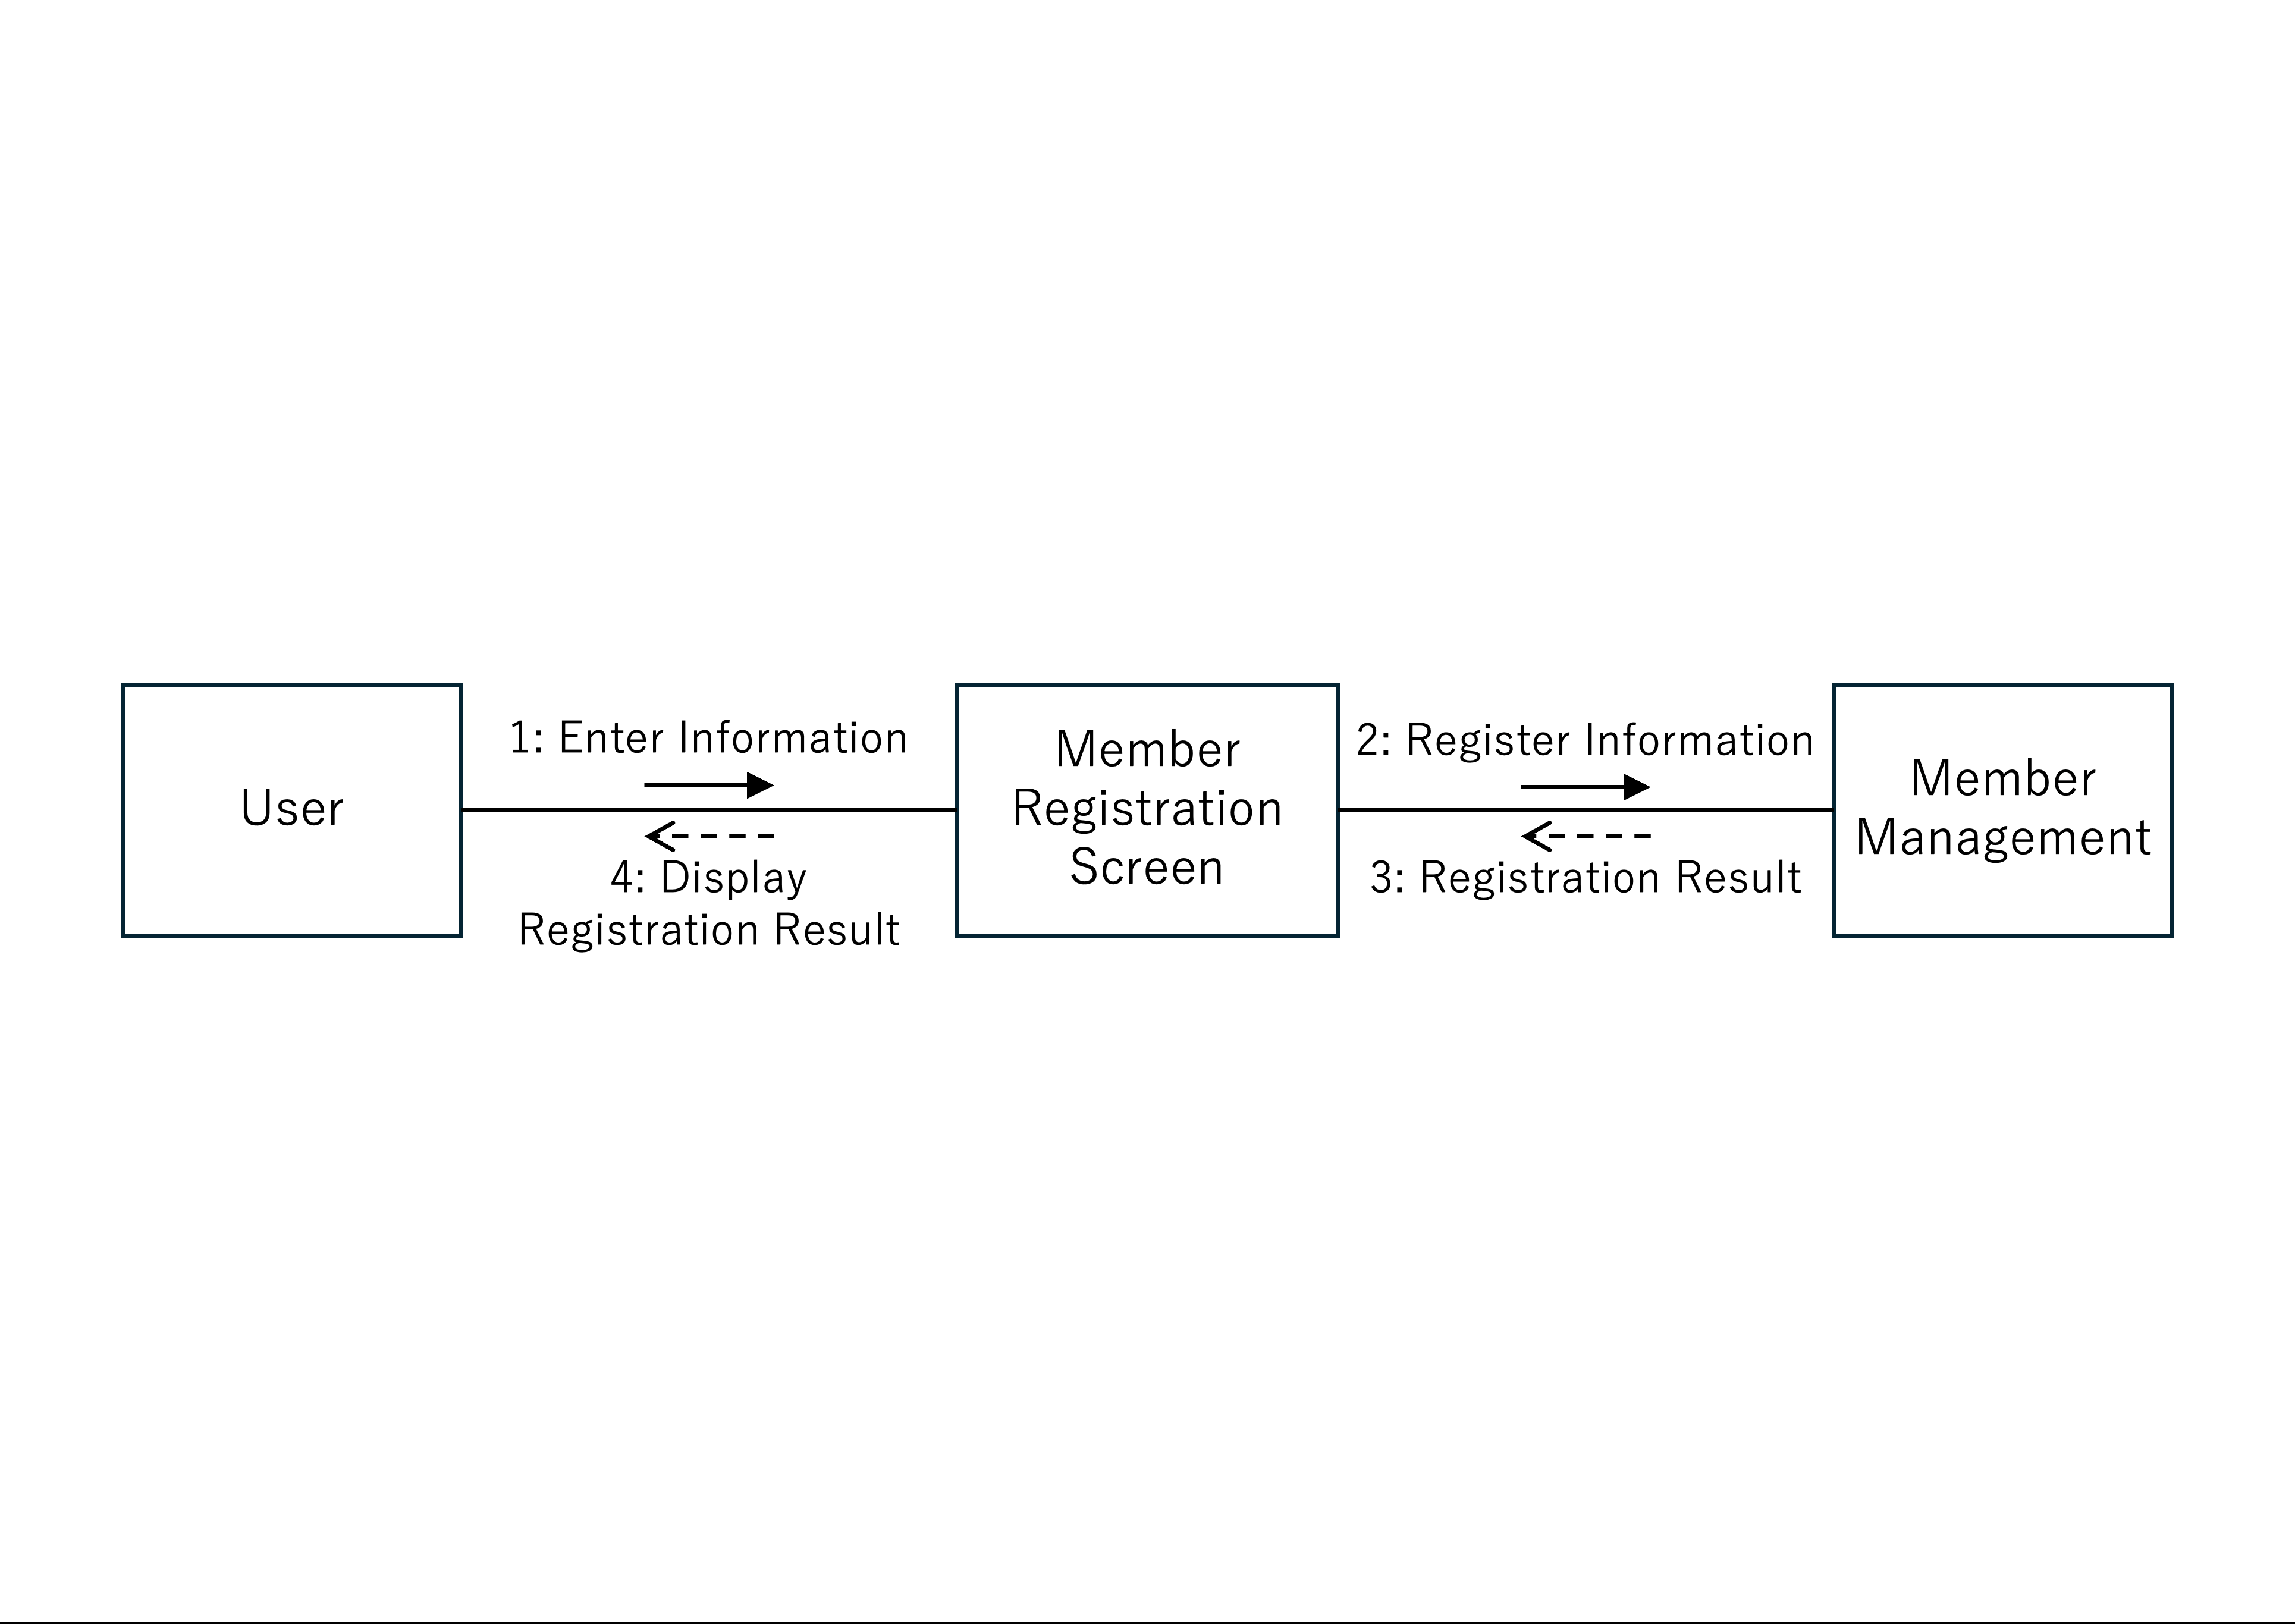 User
1: Enter Information
4: Display
Registration Result
Member
Registration
Screen
2: Register Information
3: Registration Result
Member
Management